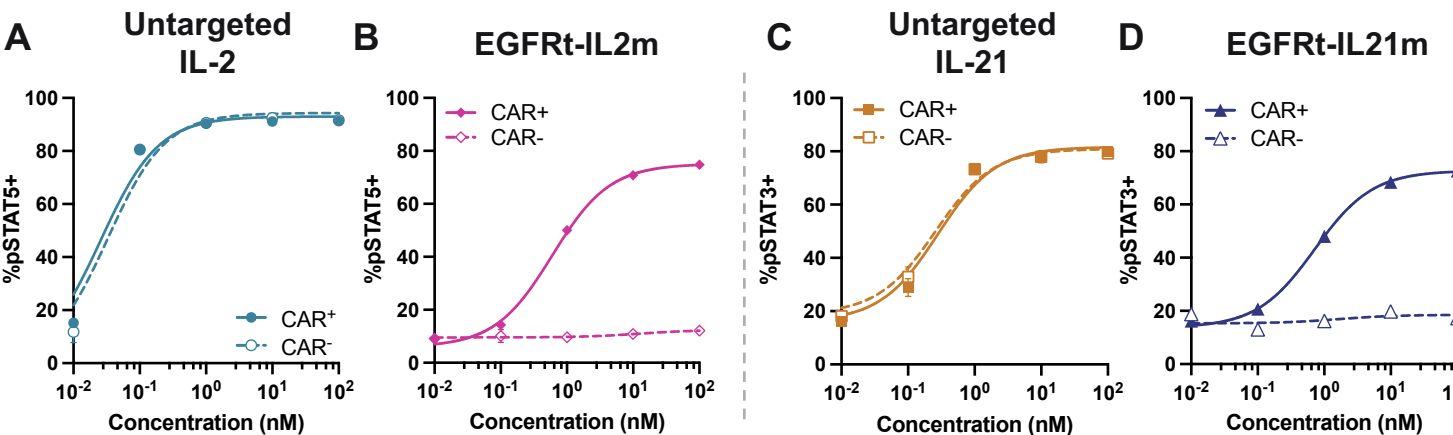 A
Untargeted
IL-2
%pSTAT5+
100
80
60
40
20
0
CAR⁺
CAR⁻
10⁻² 10⁻¹ 10⁰ 10¹ 10²
Concentration (nM)
B
EGFRt-IL2m
%pSTAT5+
100
80
60
40
20
0
CAR+
CAR-
10⁻² 10⁻¹ 10⁰ 10¹ 10²
Concentration (nM)
C
Untargeted
IL-21
%pSTAT3+
100
80
60
40
20
0
CAR+
CAR-
10⁻² 10⁻¹ 10⁰ 10¹ 10²
Concentration (nM)
D
EGFRt-IL21m
%pSTAT3+
100
80
60
40
20
0
CAR+
CAR-
10⁻² 10⁻¹ 10⁰ 10¹
Concentration (nM)